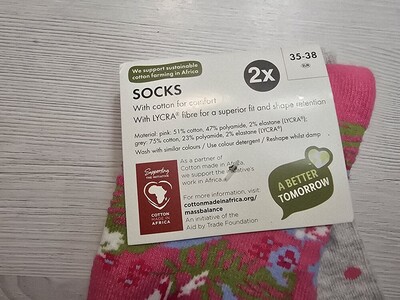 We support sustainable
cotton farming in Africa
2x
35-38
SOCKS
With cotton for comfort
With LYCRA® fibre for a superior fit and shape retention
Material: pink: 51% cotton, 47% polyamide, 2% elastane (LYCRA®);
grey: 75% cotton, 23% polyamide, 2% elastane (LYCRA®).
Wash with similar colours / Use colour detergent / Reshape whilst damp
Supporting
THE INITIATIVE
COTTON
MADE IN
AFRICA
As a partner of
Cotton made in Africa,
we support the initiative's
work in Africa.
For more information, visit
cottonmadeinafrica.org/
massbalance
An initiative of the
Aid by Trade Foundation
A BETTER
TOMORROW